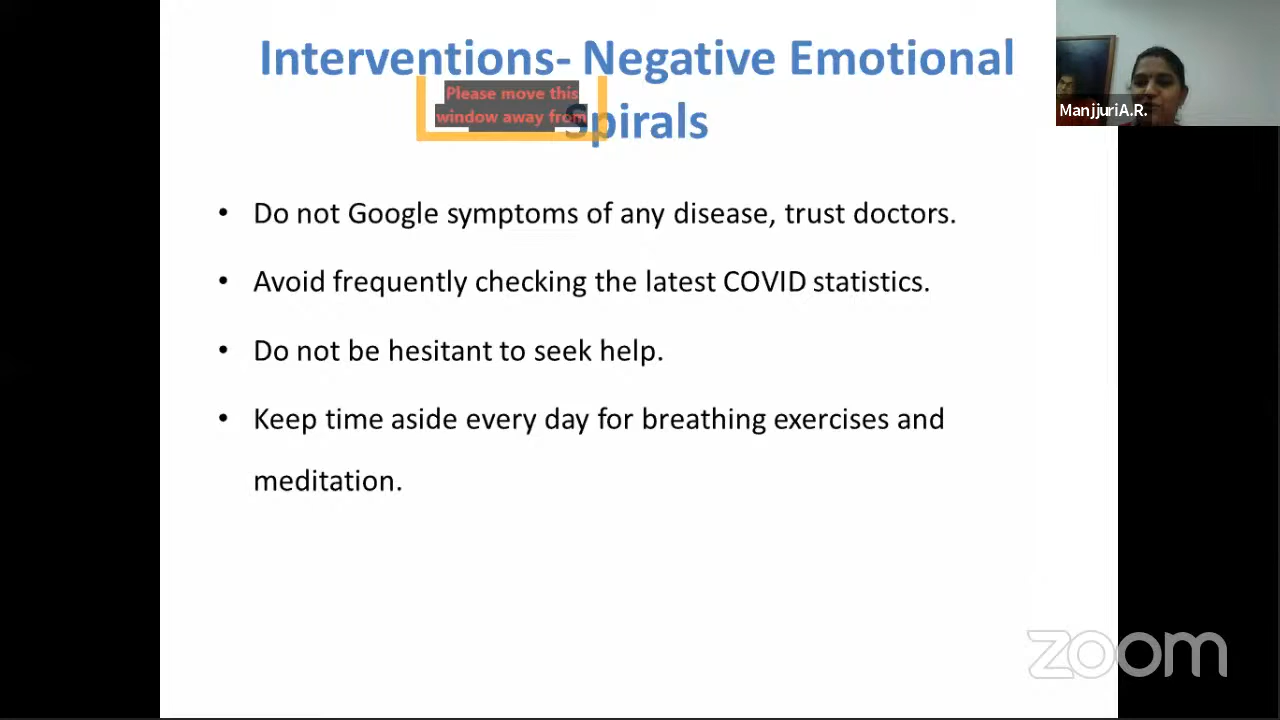 Interventions- Negative Emotional
Spirals
Please move this
window away from
ManjjuriA.R.
• Do not Google symptoms of any disease, trust doctors.
• Avoid frequently checking the latest COVID statistics.
• Do not be hesitant to seek help.
• Keep time aside every day for breathing exercises and
meditation.
zoom